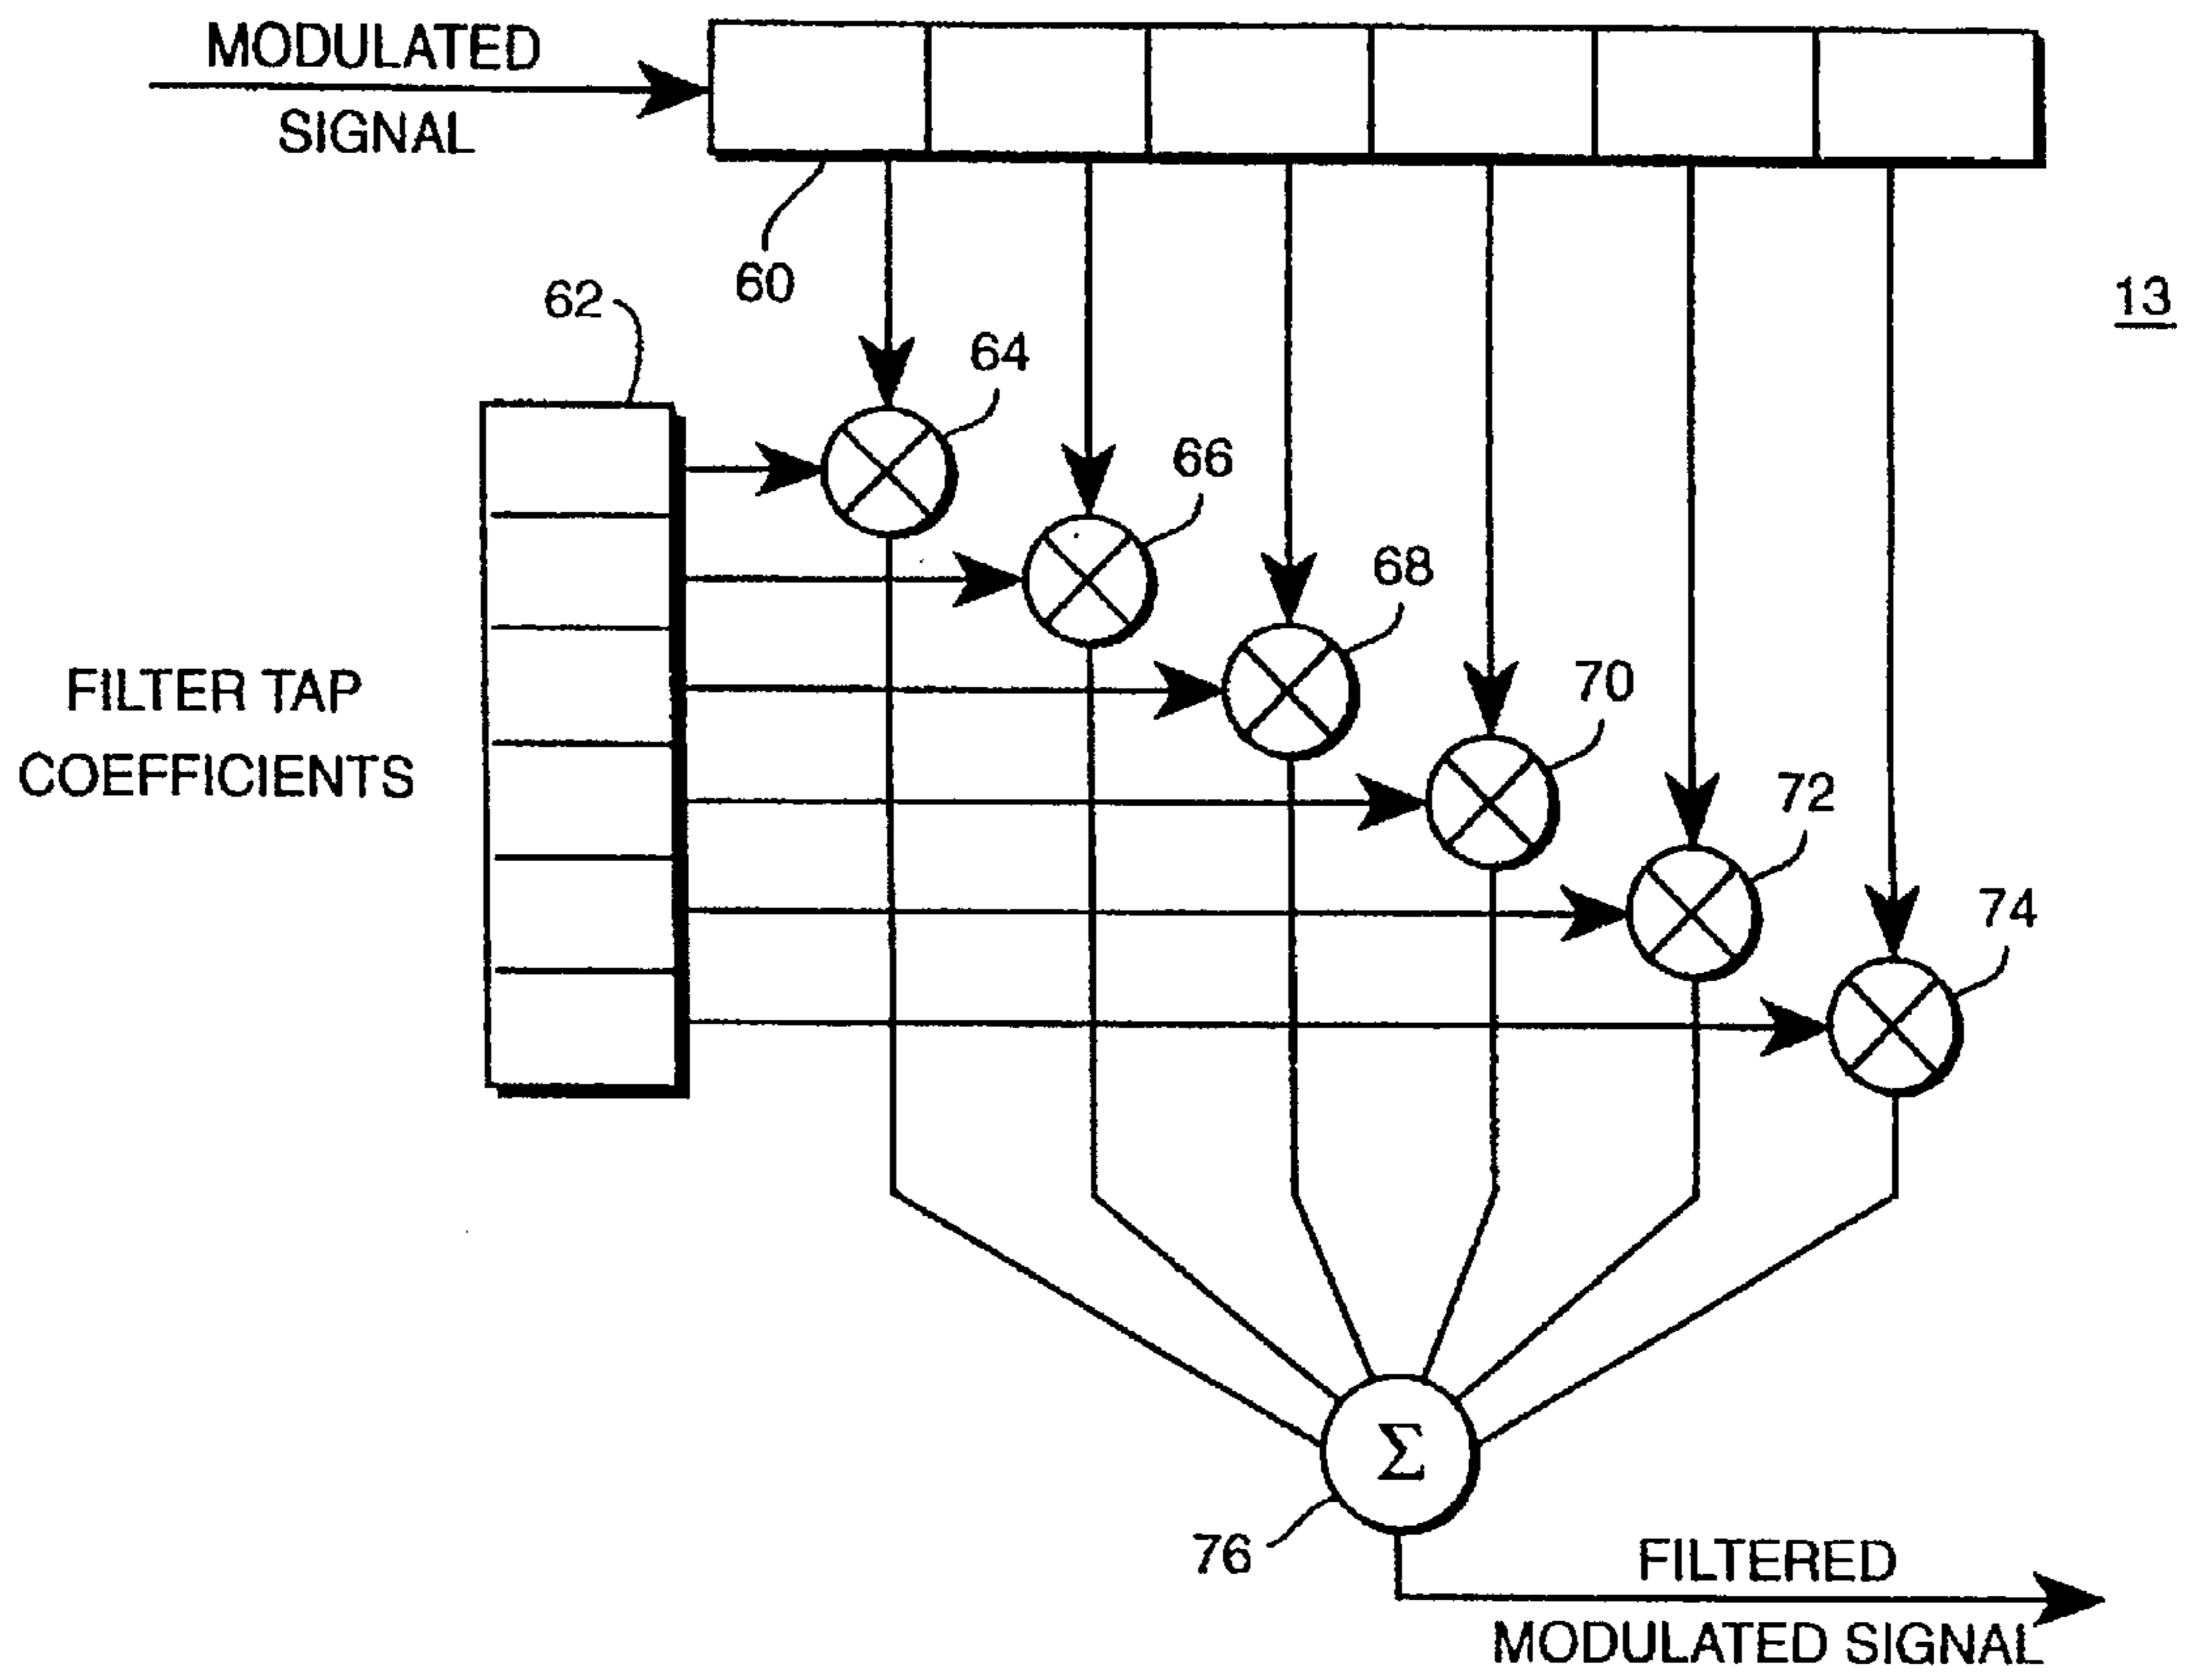 MODULATED
SIGNAL
60
13
62
64
66
68
FILTER TAP
COEFFICIENTS
70
72
74
Σ
76
FILTERED
MODULATED SIGNAL